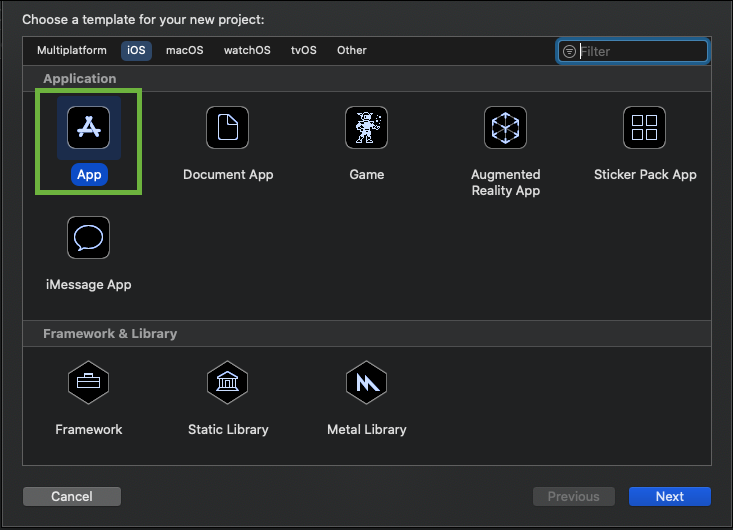 Choose a template for your new project:
Multiplatform iOS macOS watchOS tvOS Other Filter
Application
App Document App Game Augmented Reality App Sticker Pack App
iMessage App
Framework & Library
Framework Static Library Metal Library
Cancel Previous Next